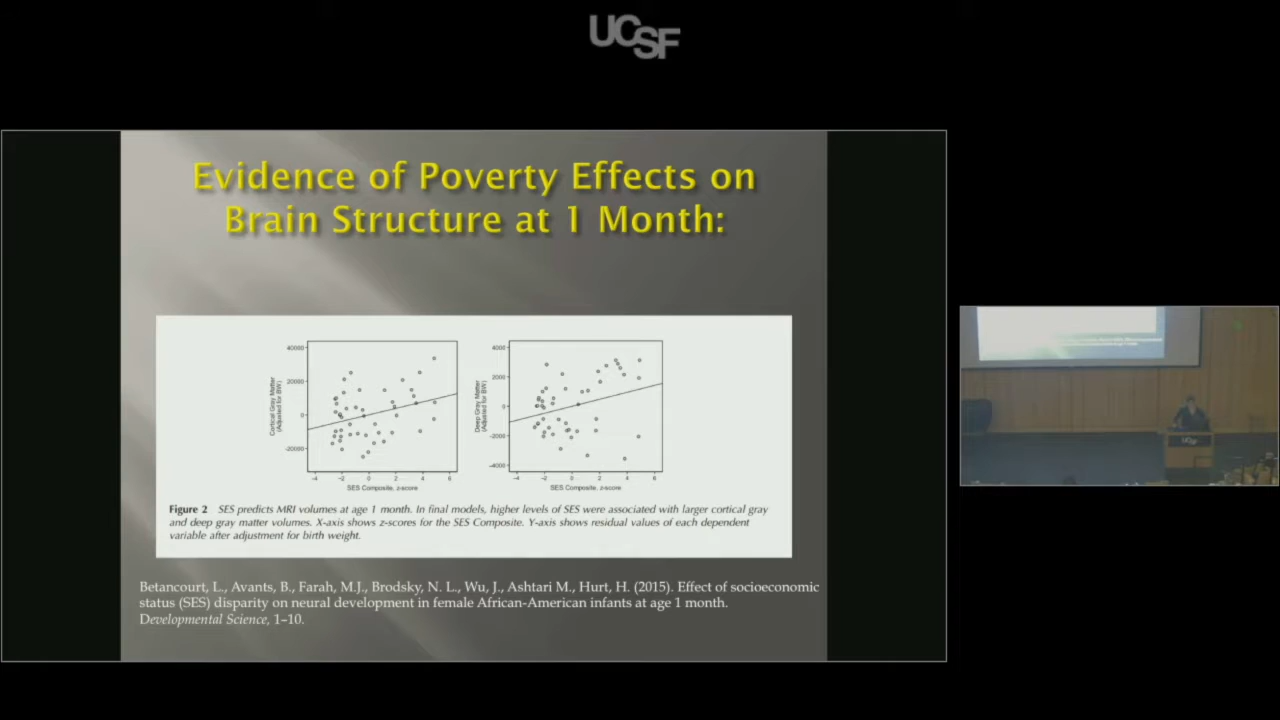 UCSF
Evidence of Poverty Effects on
Brain Structure at 1 Month:
40000
20000
0
-20000
-4
-2
0
2
4
6
Cortical Gray Matter
(Adjusted for BW)
SES Composite, z-score
4000
2000
0
-2000
-4000
-4
-2
0
2
4
6
Deep Gray Matter
(Adjusted for BW)
SES Composite, z-score
Figure 2 SES predicts MRI volumes at age 1 month. In final models, higher levels of SES were associated with larger cortical gray
and deep gray matter volumes. X-axis shows z-scores for the SES Composite. Y-axis shows residual values of each dependent
variable after adjustment for birth weight.
Betancourt, L., Avants, B., Farah, M.J., Brodsky, N. L., Wu, J., Ashtari M., Hurt, H. (2015). Effect of socioeconomic
status (SES) disparity on neural development in female African-American infants at age 1 month.
Developmental Science, 1–10.
UCSF